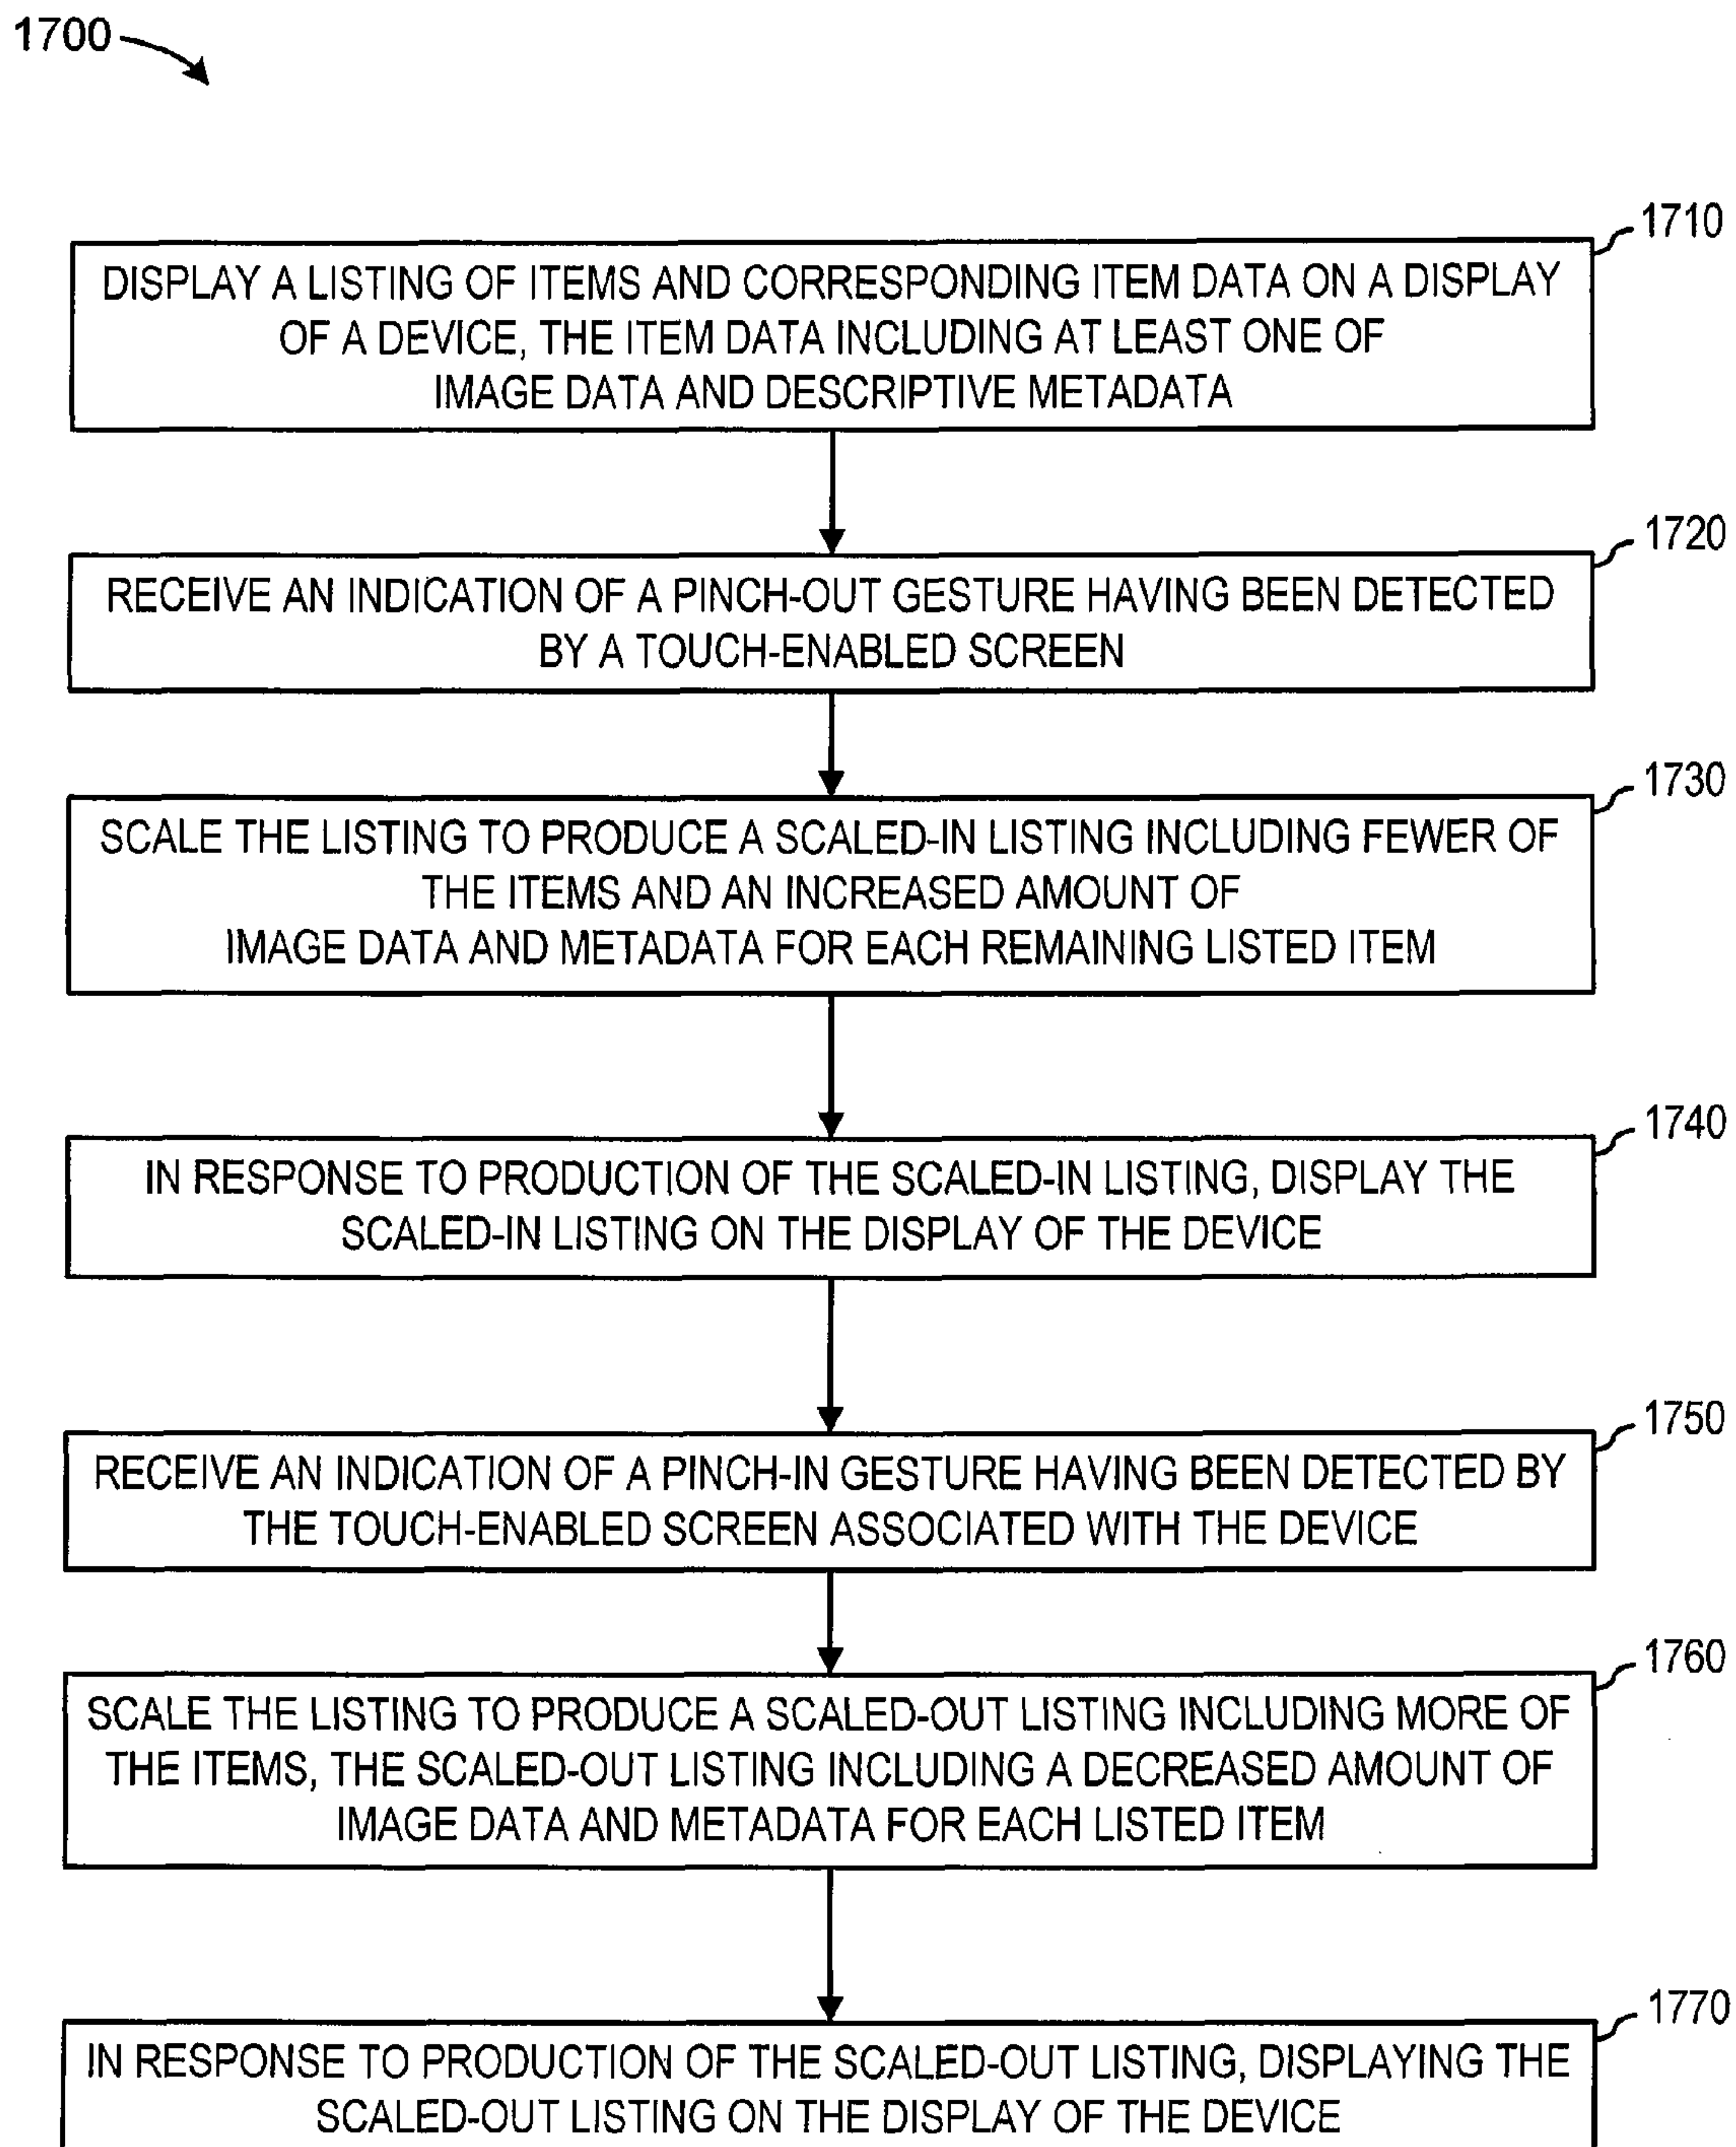 1700
1710
DISPLAY A LISTING OF ITEMS AND CORRESPONDING ITEM DATA ON A DISPLAY
OF A DEVICE, THE ITEM DATA INCLUDING AT LEAST ONE OF
IMAGE DATA AND DESCRIPTIVE METADATA
1720
RECEIVE AN INDICATION OF A PINCH-OUT GESTURE HAVING BEEN DETECTED
BY A TOUCH-ENABLED SCREEN
1730
SCALE THE LISTING TO PRODUCE A SCALED-IN LISTING INCLUDING FEWER OF
THE ITEMS AND AN INCREASED AMOUNT OF
IMAGE DATA AND METADATA FOR EACH REMAINING LISTED ITEM
1740
IN RESPONSE TO PRODUCTION OF THE SCALED-IN LISTING, DISPLAY THE
SCALED-IN LISTING ON THE DISPLAY OF THE DEVICE
1750
RECEIVE AN INDICATION OF A PINCH-IN GESTURE HAVING BEEN DETECTED BY
THE TOUCH-ENABLED SCREEN ASSOCIATED WITH THE DEVICE
1760
SCALE THE LISTING TO PRODUCE A SCALED-OUT LISTING INCLUDING MORE OF
THE ITEMS, THE SCALED-OUT LISTING INCLUDING A DECREASED AMOUNT OF
IMAGE DATA AND METADATA FOR EACH LISTED ITEM
1770
IN RESPONSE TO PRODUCTION OF THE SCALED-OUT LISTING, DISPLAYING THE
SCALED-OUT LISTING ON THE DISPLAY OF THE DEVICE